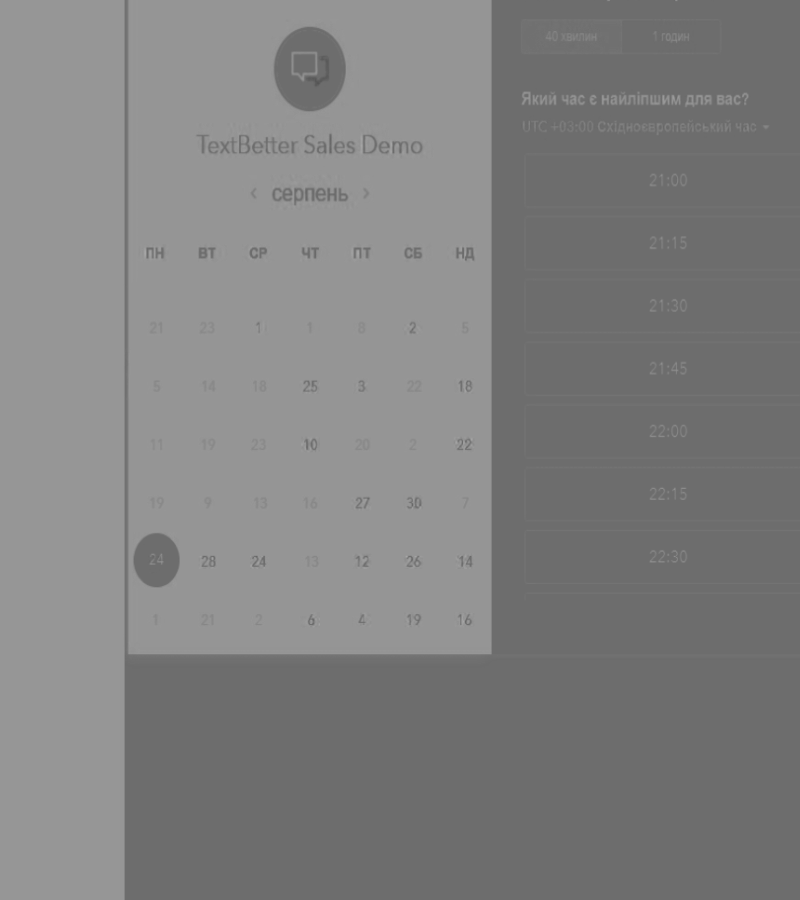 TextBetter Sales Demo
‹ серпень ›
ПН ВТ СР ЧТ ПТ СБ НД
21 23 1 1 8 2 5
5 14 18 25 3 22 18
11 19 23 10 20 2 22
19 9 13 16 27 30 7
24 28 24 13 12 26 14
1 21 2 6 4 19 16
40 хвилин 1 годин
Який час є найліпшим для вас?
UTC +03:00 Східноєвропейський час
21:00
21:15
21:30
21:45
22:00
22:15
22:30